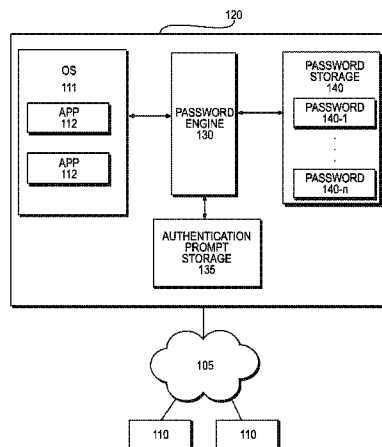 120
OS
111
APP
112
APP
112
PASSWORD
ENGINE
130
PASSWORD
STORAGE
140
PASSWORD
140-1
PASSWORD
140-n
AUTHENTICATION
PROMPT
STORAGE
135
105
110
110